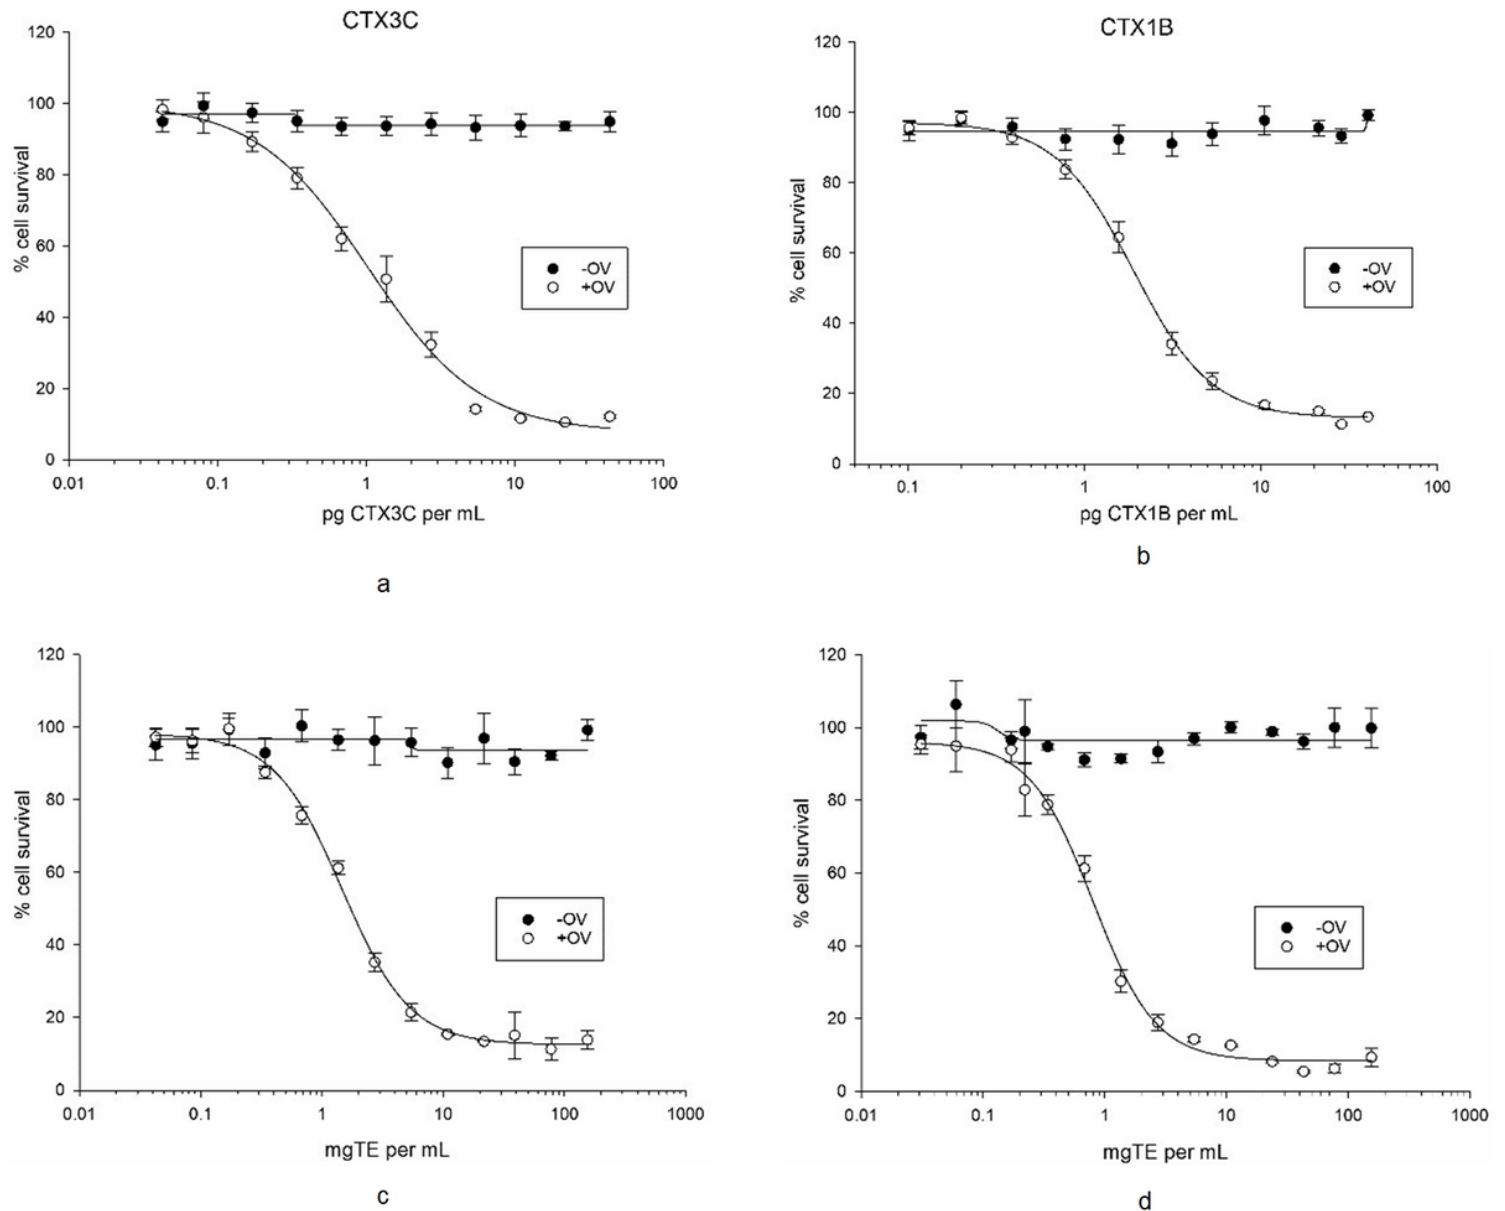 CTX3C
120
100
80
60
40
20
0
% cell survival
-OV
+OV
0.01 0.1 1 10 100
pg CTX3C per mL
a
CTX1B
120
100
80
60
40
20
0
% cell survival
-OV
+OV
0.1 1 10 100
pg CTX1B per mL
b
120
100
80
60
40
20
0
% cell survival
-OV
+OV
0.01 0.1 1 10 100 1000
mgTE per mL
c
120
100
80
60
40
20
0
% cell survival
-OV
+OV
0.01 0.1 1 10 100 1000
mgTE per mL
d